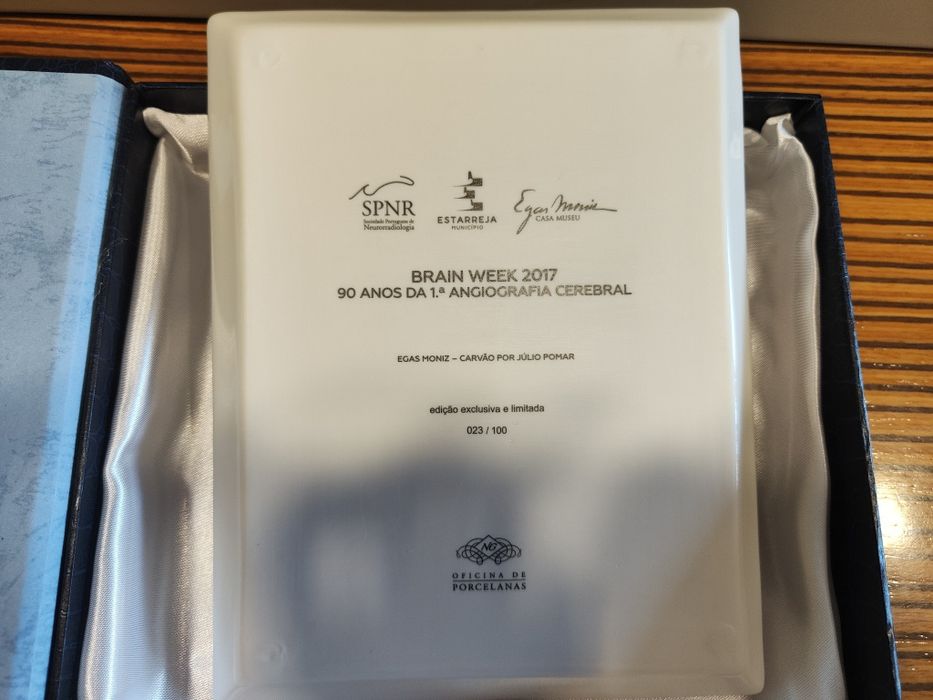 SPNR
Sociedade Portuguesa de
Neurorradiologia
ESTARREJA
MUNICÍPIO
Egas Moniz
CASA MUSEU
BRAIN WEEK 2017
90 ANOS DA 1.ª ANGIOGRAFIA CEREBRAL
EGAS MONIZ – CARVÃO POR JÚLIO POMAR
edição exclusiva e limitada
023 / 100
NG
OFICINA DE
PORCELANAS